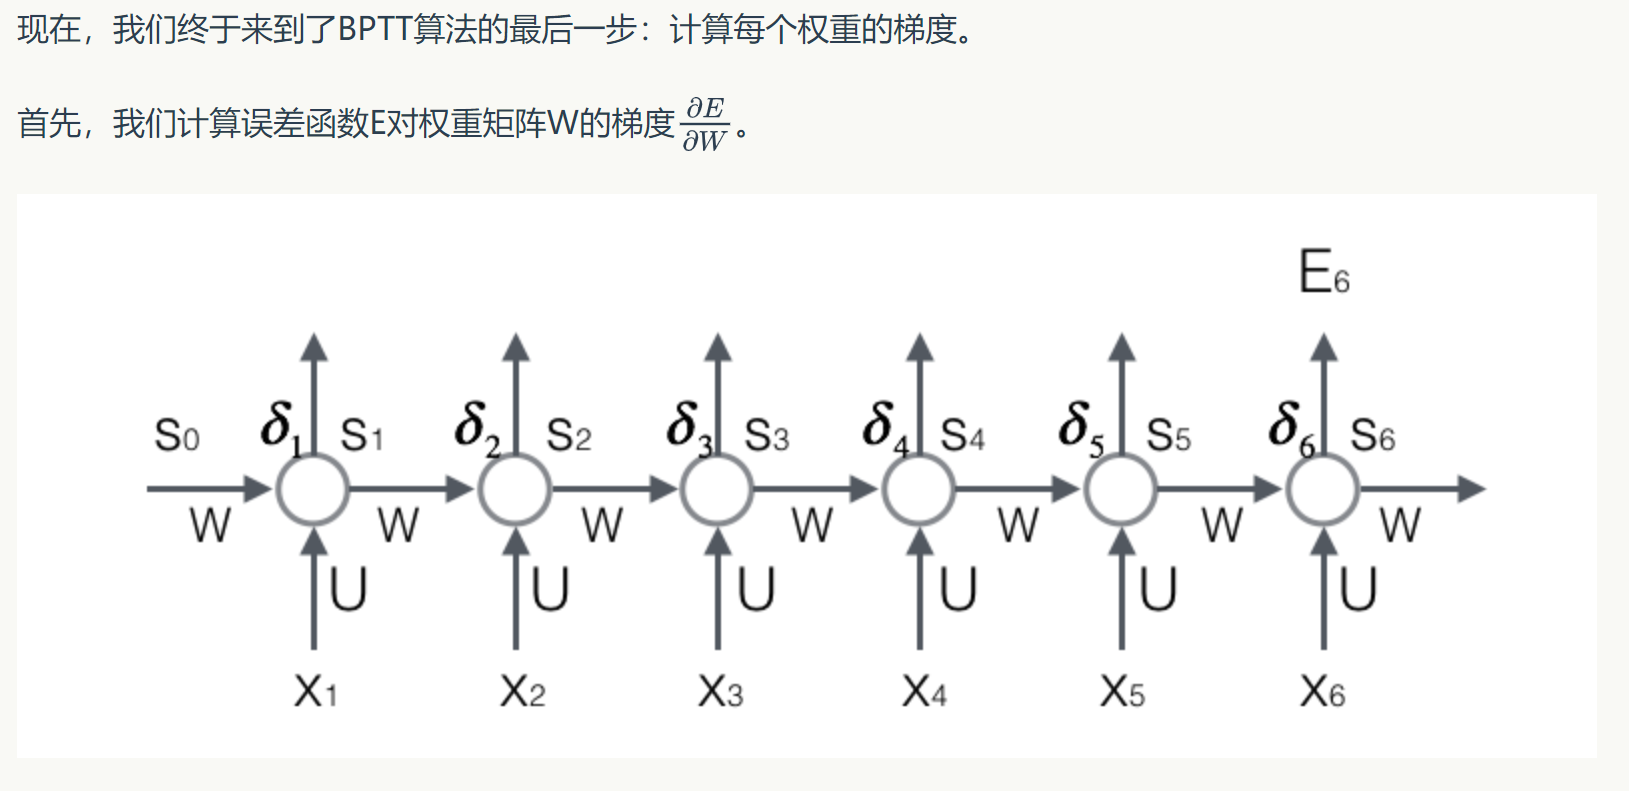 现在，我们终于来到了BPTT算法的最后一步：计算每个权重的梯度。
首先，我们计算误差函数E对权重矩阵W的梯度∂E/∂W。
E6
S0 δ1 S1 δ2 S2 δ3 S3 δ4 S4 δ5 S5 δ6 S6
W W W W W W W
U U U U U U
X1 X2 X3 X4 X5 X6